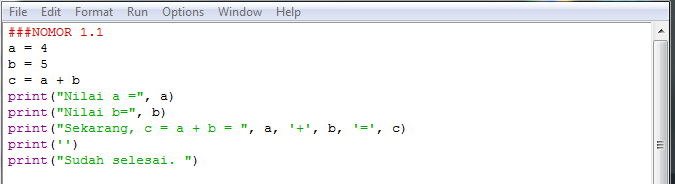 File Edit Format Run Options Window Help
###NOMOR 1.1
a = 4
b = 5
c = a + b
print("Nilai a =", a)
print("Nilai b=", b)
print("Sekarang, c = a + b = ", a, '+', b, '=', c)
print('')
print("Sudah selesai. ")